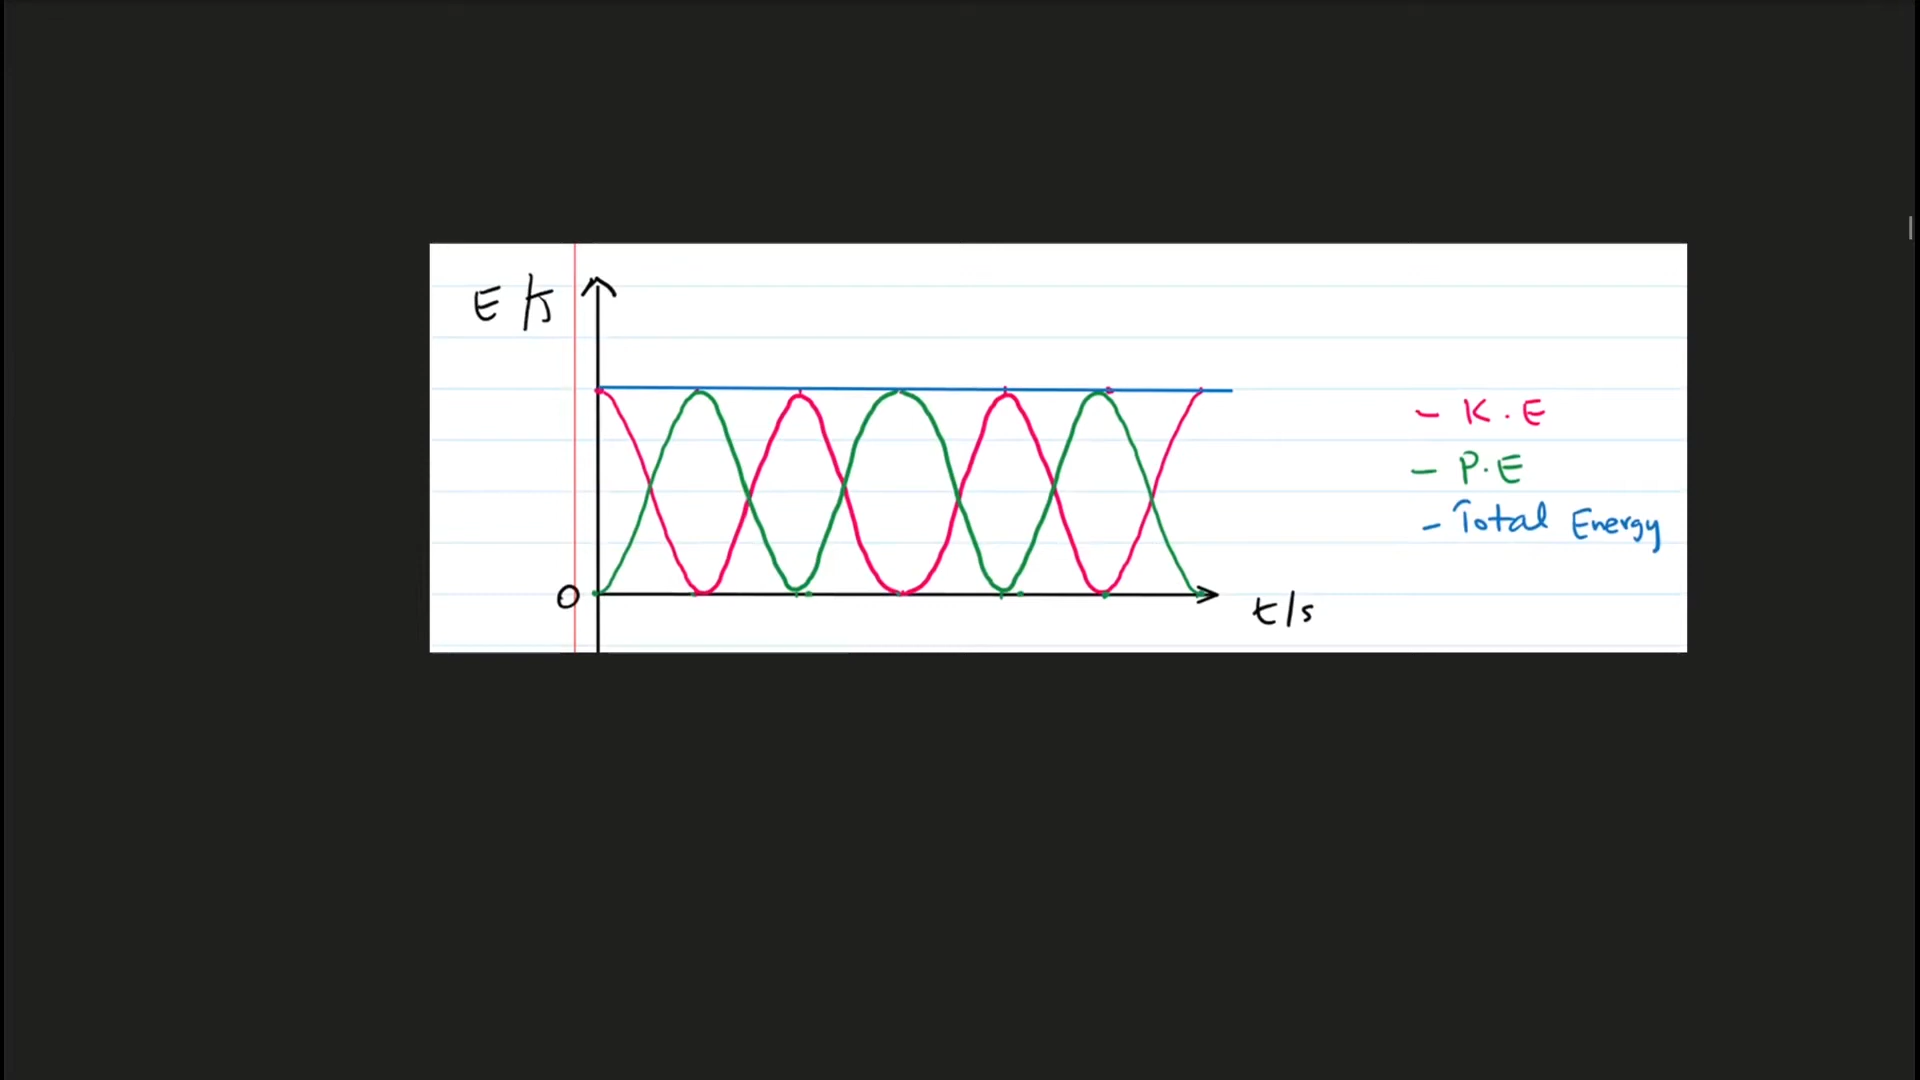 E/J
- K.E
- P.E
- Total Energy
0
t/s